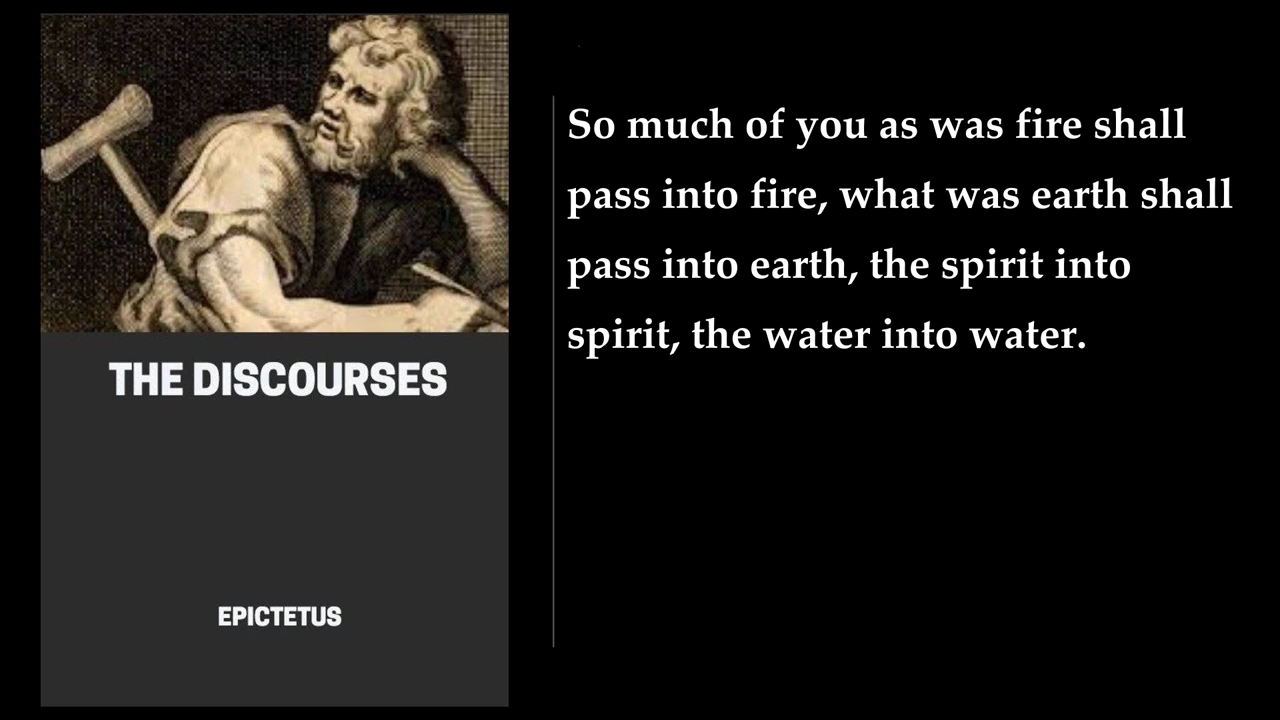 THE DISCOURSES
EPICTETUS
So much of you as was fire shall
pass into fire, what was earth shall
pass into earth, the spirit into
spirit, the water into water.